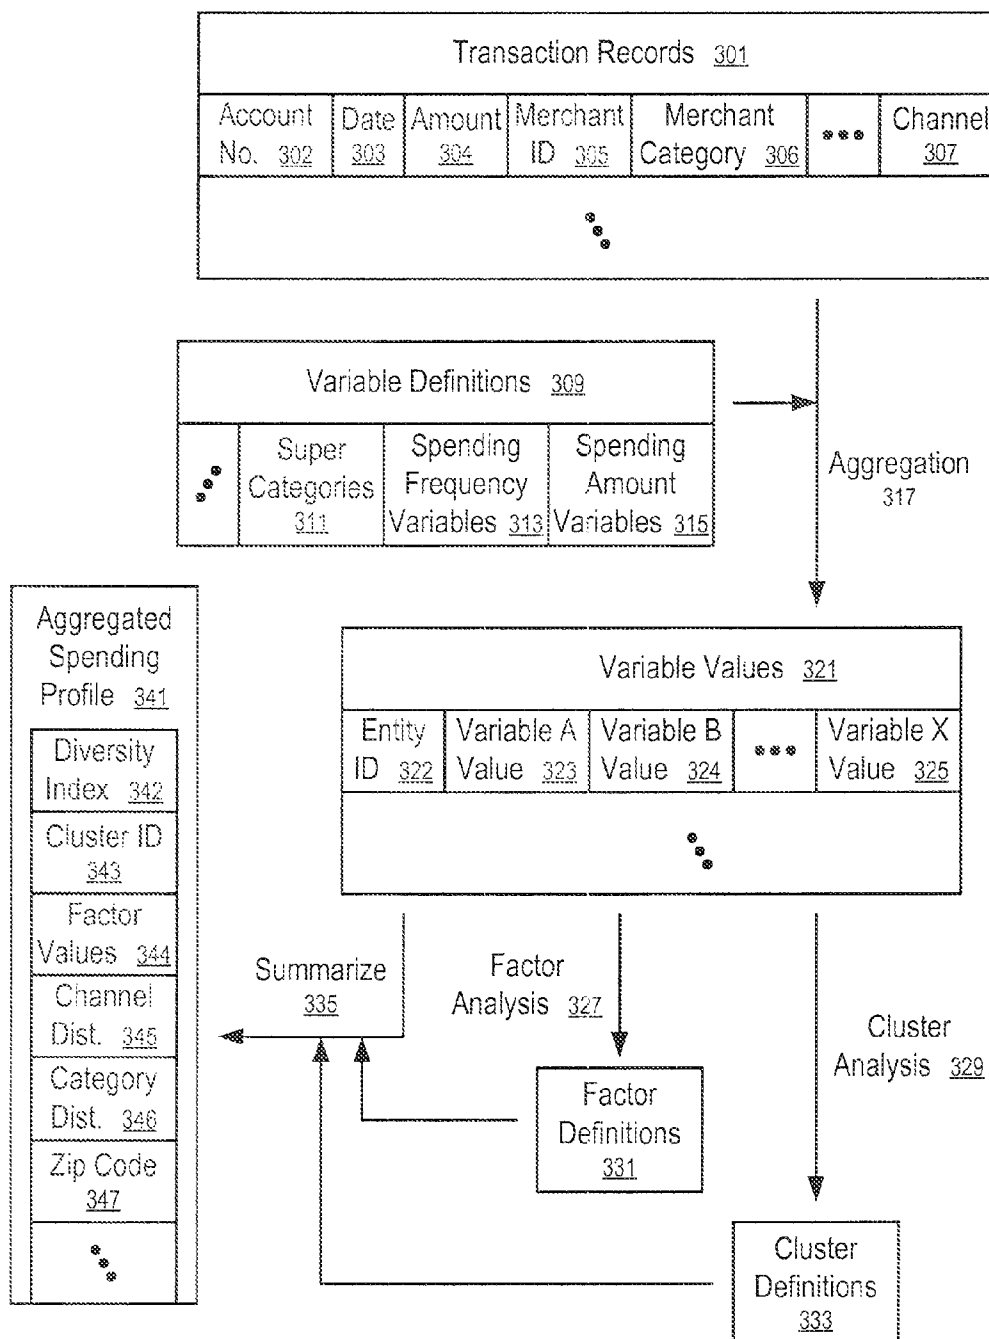 Transaction Records 301
Account No. 302
Date 303
Amount 304
Merchant ID 305
Merchant Category 306
Channel 307
Variable Definitions 309
Super Categories 311
Spending Frequency Variables 313
Spending Amount Variables 315
Aggregation 317
Aggregated Spending Profile 341
Variable Values 321
Entity ID 322
Variable A Value 323
Variable B Value 324
Variable X Value 325
Diversity Index 342
Cluster ID 343
Factor Values 344
Channel Dist. 345
Category Dist. 346
Zip Code 347
Summarize 335
Factor Analysis 327
Cluster Analysis 329
Factor Definitions 331
Cluster Definitions 333